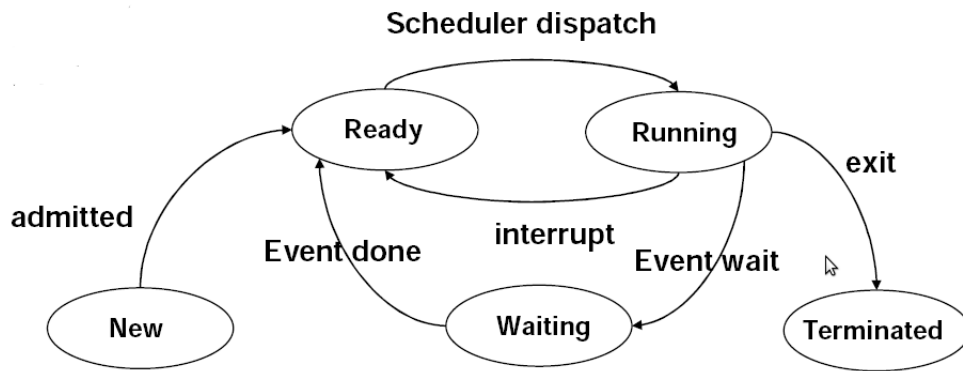 Scheduler dispatch
Ready
Running
exit
admitted
interrupt
Event done
Event wait
New
Waiting
Terminated